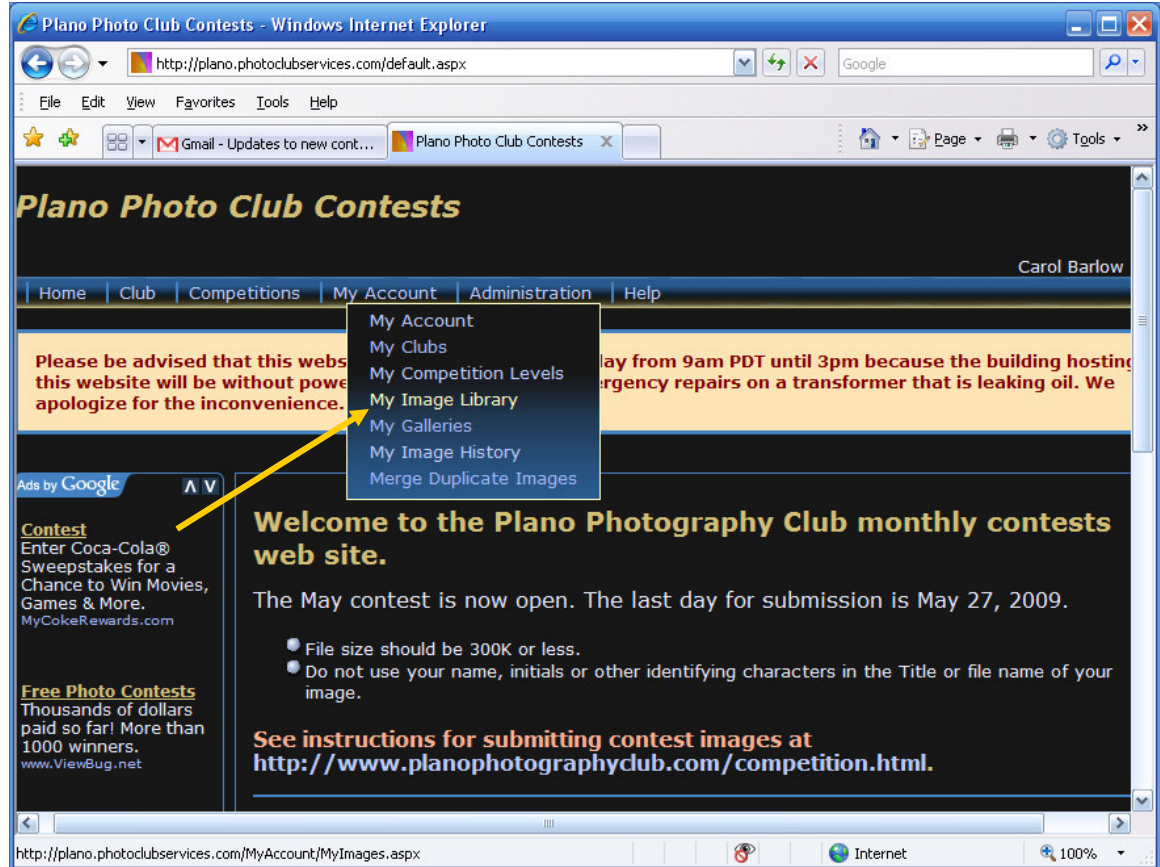 Plano Photo Club Contests - Windows Internet Explorer
http://plano.photoclubservices.com/default.aspx
Google
File Edit View Favorites Tools Help
Gmail - Updates to new cont...
Plano Photo Club Contests
Page Tools
Plano Photo Club Contests
Carol Barlow
Home Club Competitions My Account Administration Help
My Account
My Clubs
My Competition Levels
My Image Library
My Galleries
My Image History
Merge Duplicate Images
Please be advised that this webs lay from 9am PDT until 3pm because the building hosting
this website will be without powe ergency repairs on a transformer that is leaking oil. We
apologize for the inconvenience.
Ads by Google
Contest
Enter Coca-Cola®
Sweepstakes for a
Chance to Win Movies,
Games & More.
MyCokeRewards.com
Free Photo Contests
Thousands of dollars
paid so far! More than
1000 winners.
www.ViewBug.net
Welcome to the Plano Photography Club monthly contests
web site.
The May contest is now open. The last day for submission is May 27, 2009.
File size should be 300K or less.
Do not use your name, initials or other identifying characters in the Title or file name of your
image.
See instructions for submitting contest images at
http://www.planophotographyclub.com/competition.html.
http://plano.photoclubservices.com/MyAccount/MyImages.aspx
Internet
100%